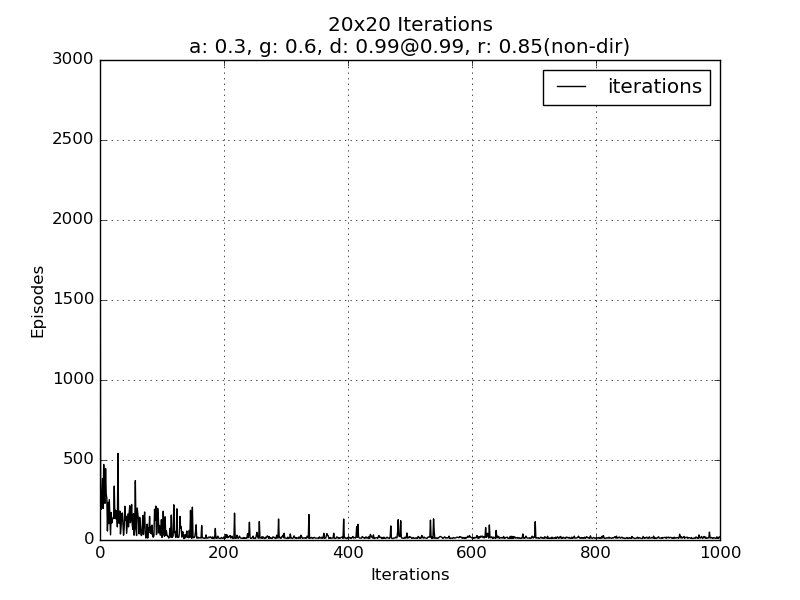 20x20 Iterations
a: 0.3, g: 0.6, d: 0.99@0.99, r: 0.85(non-dir)
iterations
3000
2500
2000
1500
1000
500
0
Episodes
0 200 400 600 800 1000
Iterations